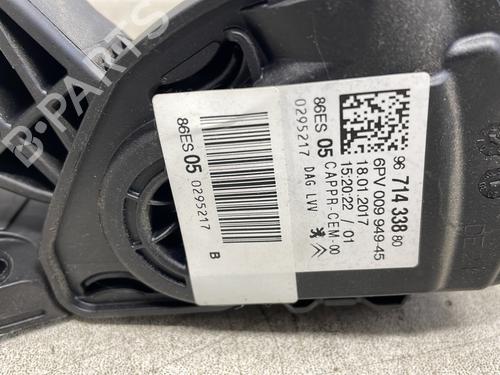 96 714 338 80
6PV 009 949-45
18.01.2017
15:20:22 / 01
86ES 05 CAPPR-CEM-00
0295217 DAG LVV
86ES 05 0295217 B
B-PARTS